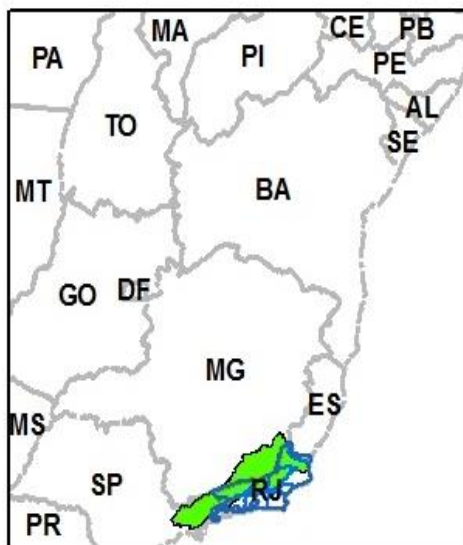 MA CE PB
PA PI PE
TO AL
SE
MT BA
GO DF
MG
MS ES
SP RJ
PR